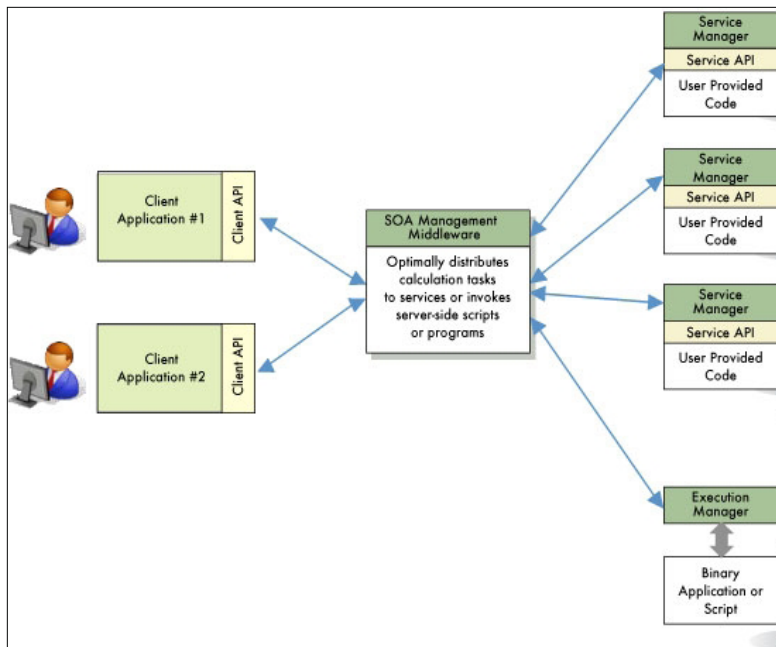 Client
Application #1
Client API
Client
Application #2
Client API
SOA Management
Middleware
Optimally distributes
calculation tasks
to services or invokes
server-side scripts
or programs
Service
Manager
Service API
User Provided
Code
Service
Manager
Service API
User Provided
Code
Service
Manager
Service API
User Provided
Code
Execution
Manager
Binary
Application or
Script